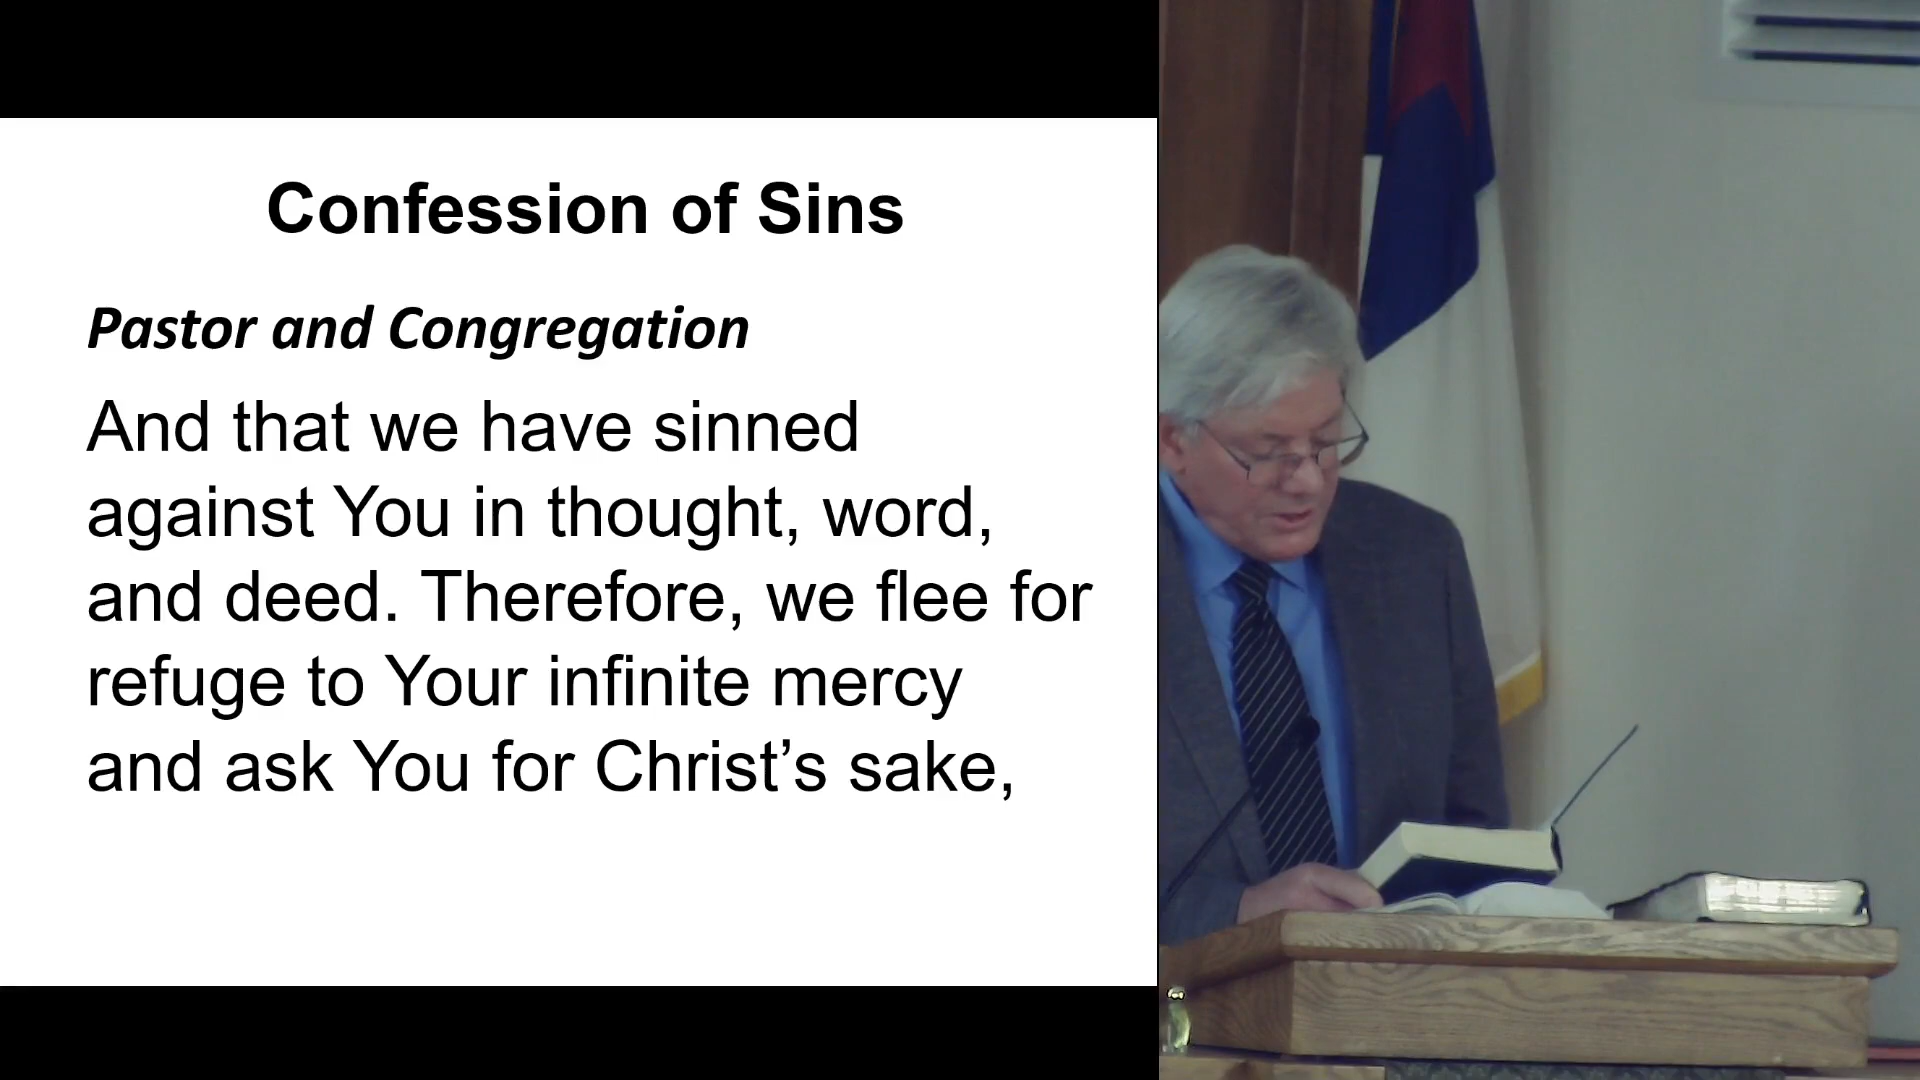 Confession of Sins
Pastor and Congregation
And that we have sinned
against You in thought, word,
and deed. Therefore, we flee for
refuge to Your infinite mercy
and ask You for Christ’s sake,